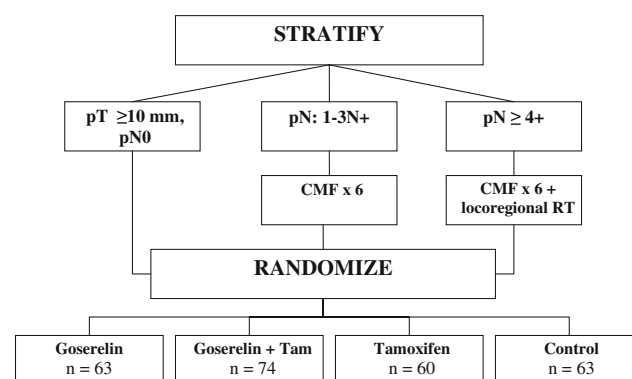 STRATIFY
pT ≥10 mm,
pN0
pN: 1-3N+
pN ≥ 4+
CMF x 6
CMF x 6 +
locoregional RT
RANDOMIZE
Goserelin
n = 63
Goserelin + Tam
n = 74
Tamoxifen
n = 60
Control
n = 63